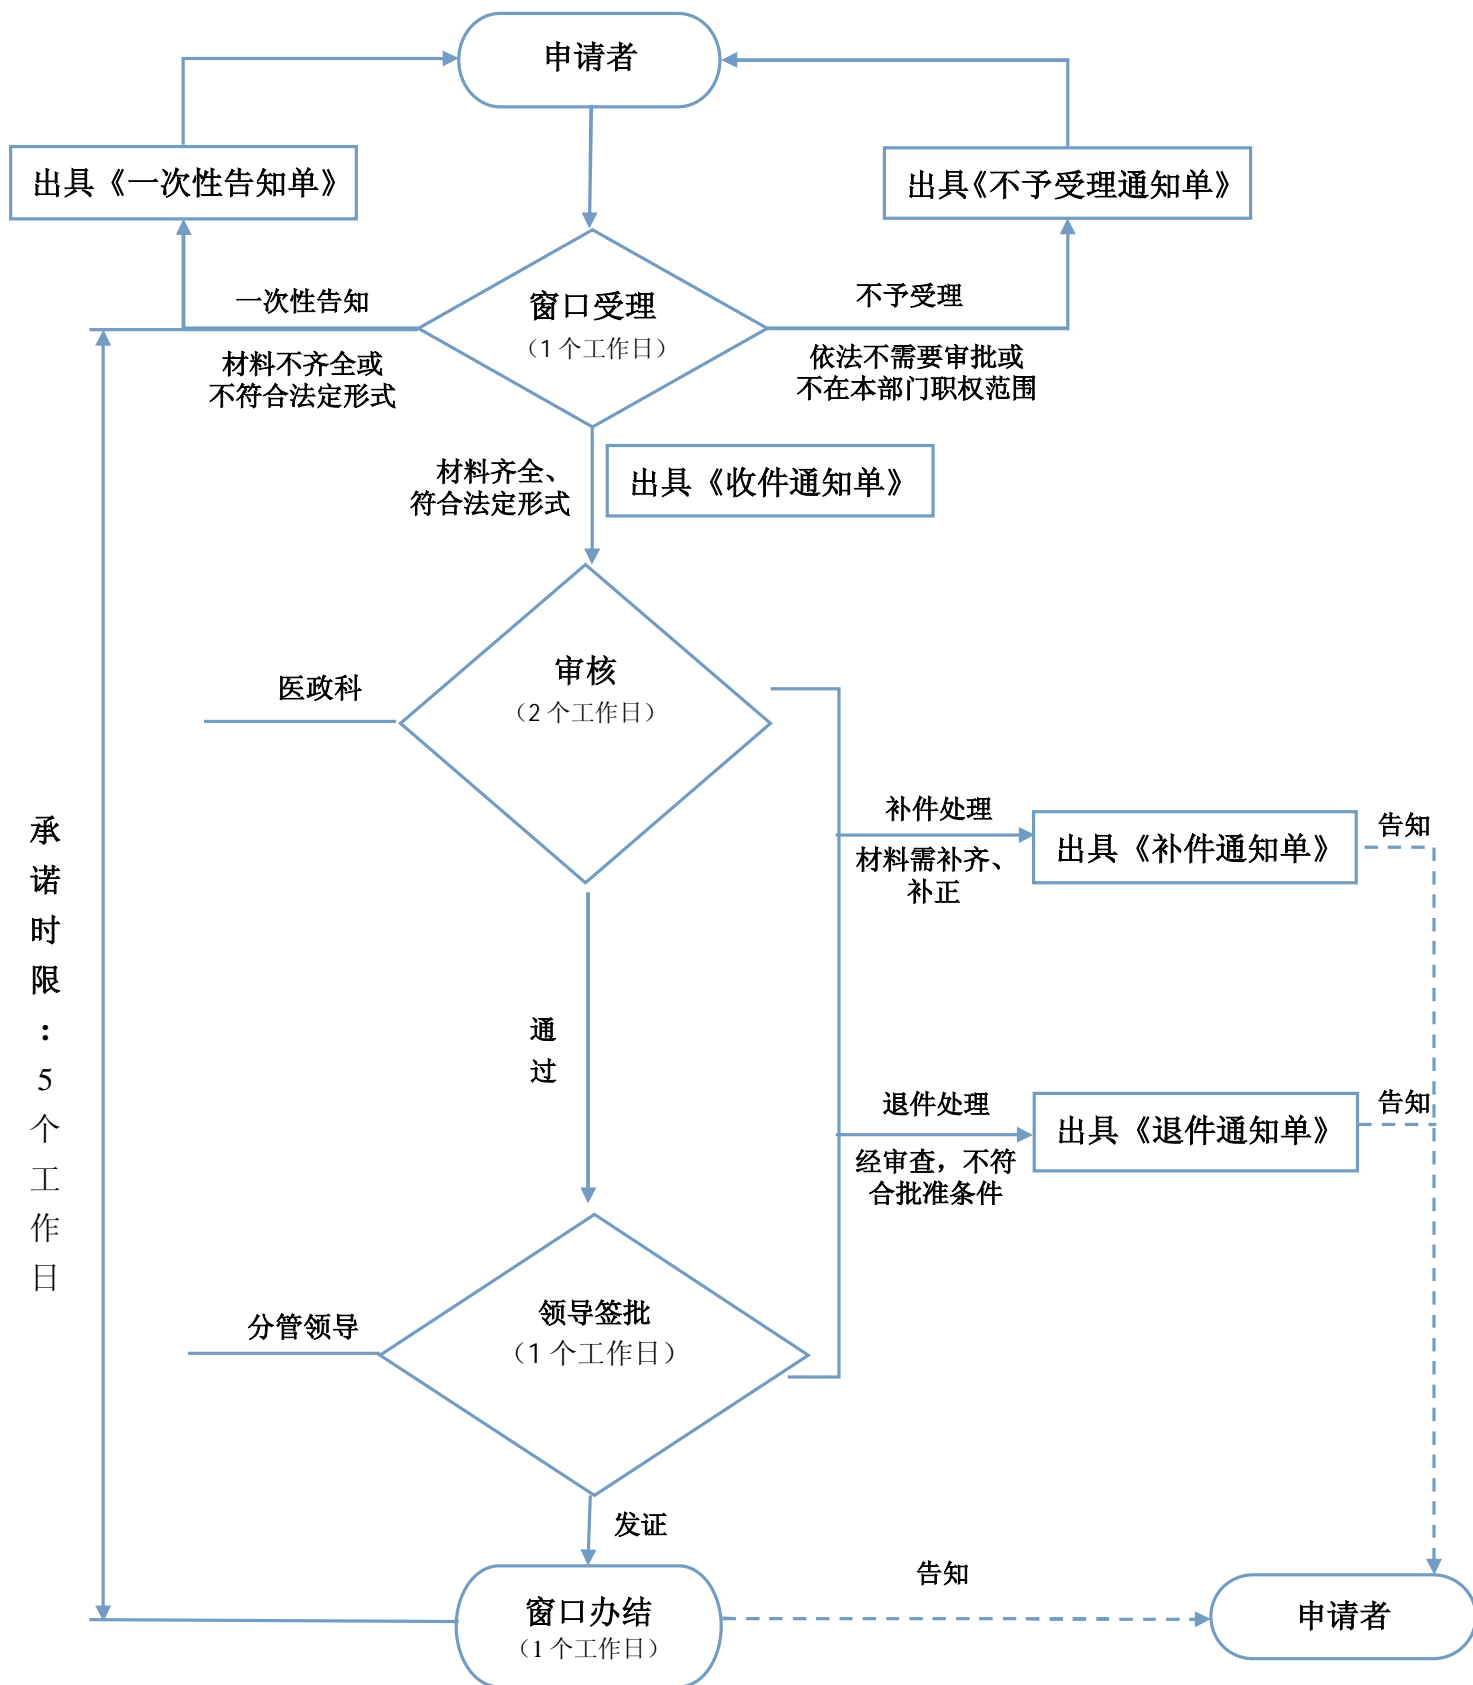 申请者
出具《一次性告知单》
出具《不予受理通知单》
一次性告知
材料不齐全或
不符合法定形式
窗口受理
（1 个工作日）
不予受理
依法不需要审批或
不在本部门职权范围
材料齐全、
符合法定形式
出具《收件通知单》
医政科
审核
（2 个工作日）
补件处理
材料需补齐、
补正
出具《补件通知单》
告知
承诺时限：5个工作日
通过
退件处理
经审查，不符
合批准条件
出具《退件通知单》
告知
分管领导
领导签批
（1 个工作日）
发证
窗口办结
（1 个工作日）
告知
申请者